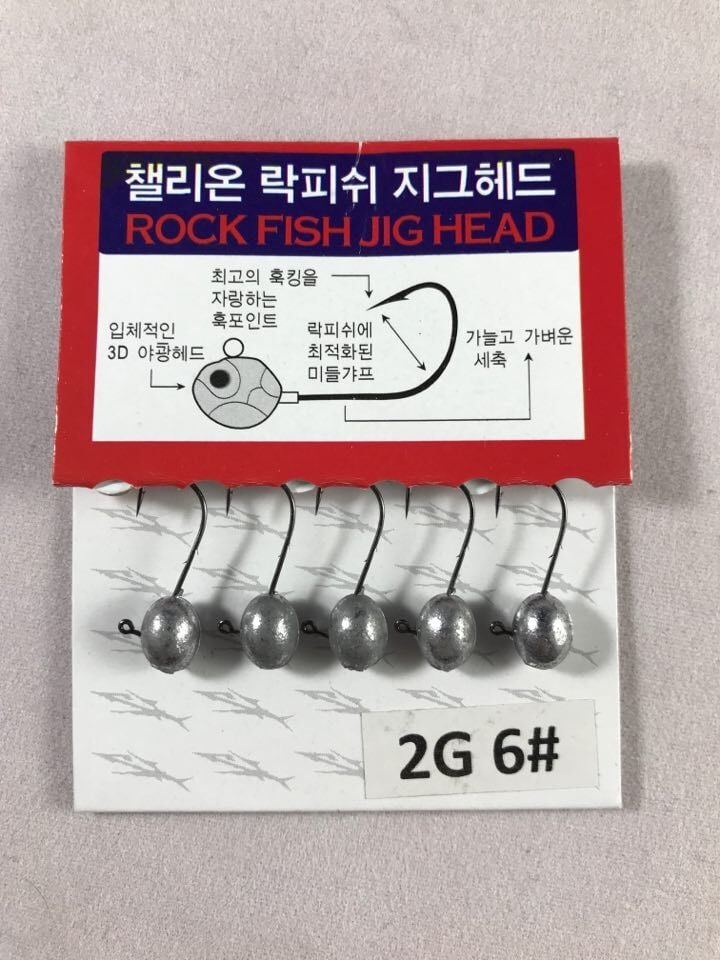 챌리온 락피쉬 지그헤드
ROCK FISH JIG HEAD
최고의 훅킹을
자랑하는
훅포인트
입체적인
3D 야광헤드
락피쉬에
최적화된
미들갸프
가늘고 가벼운
세축
2G 6#